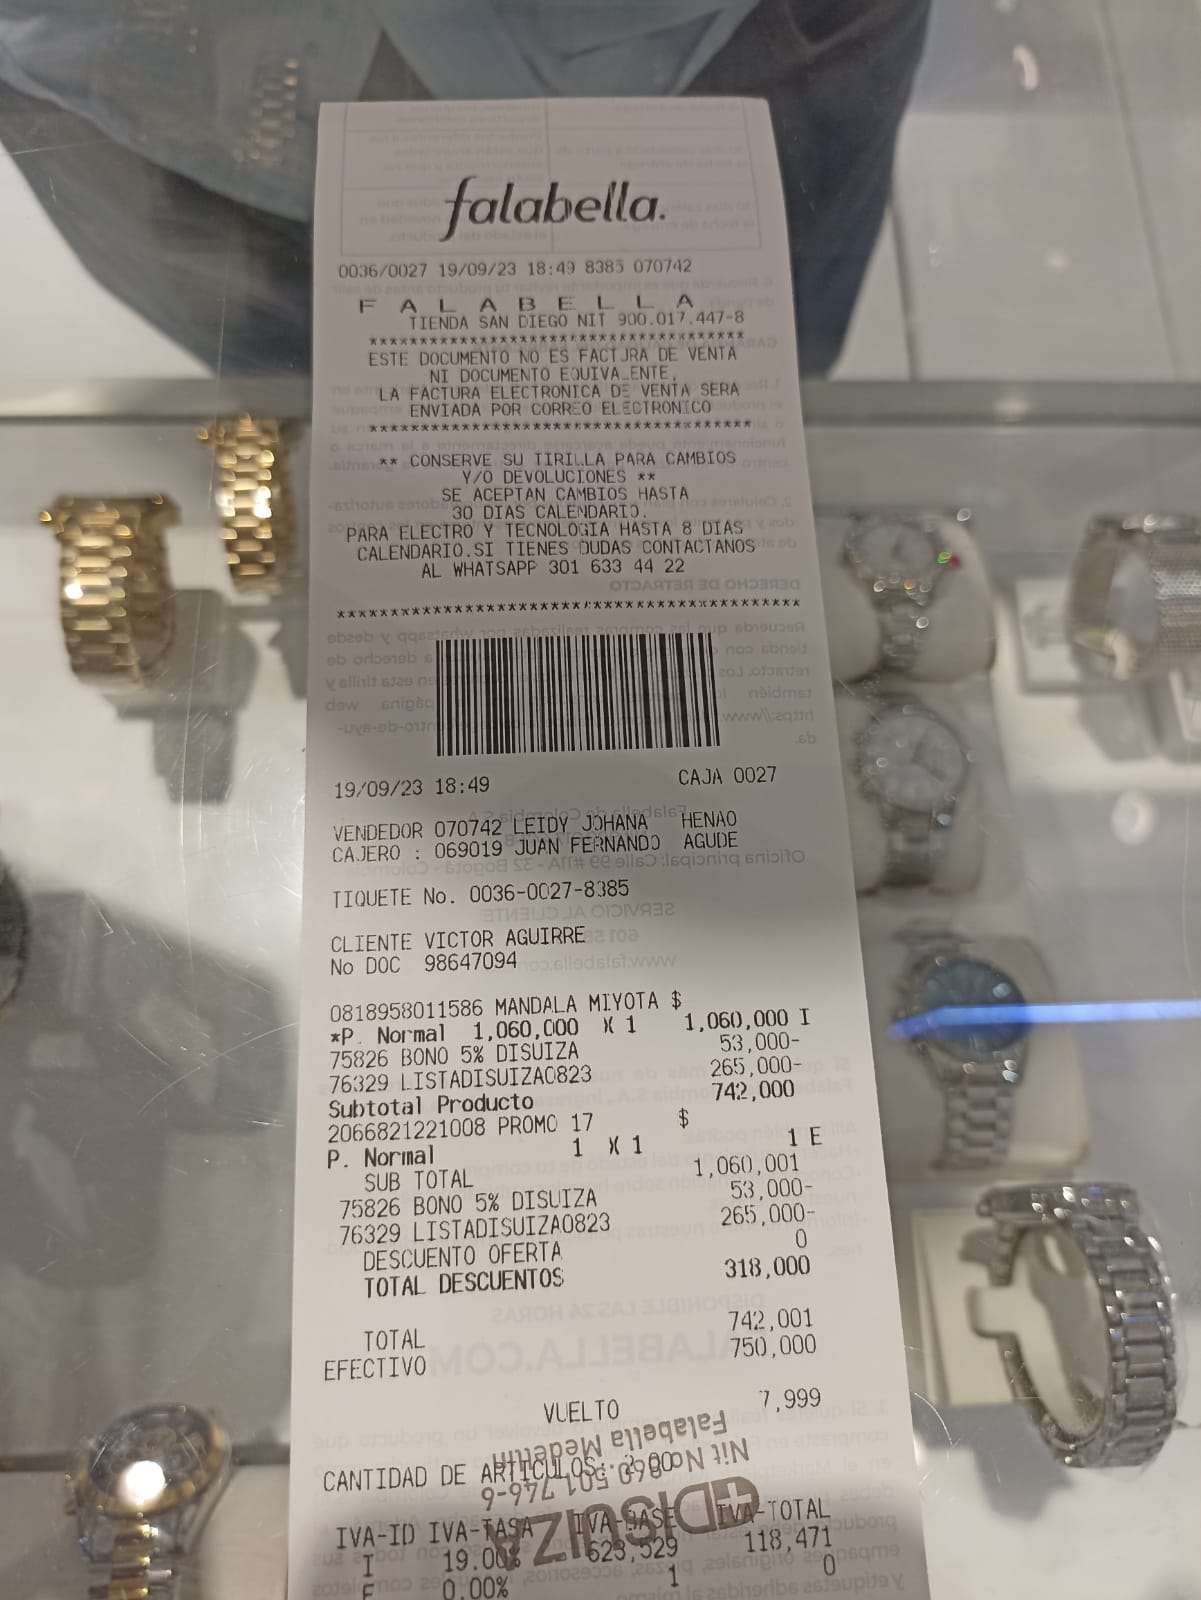 falabella.
0036/0027 19/09/23 18:49 8385 070742
F A L A B E L L A
TIENDA SAN DIEGO NIT 900.017.447-8
****************************************
ESTE DOCUMENTO NO ES FACTURA DE VENTA
NI DOCUMENTO EQUIVALENTE,
LA FACTURA ELECTRONICA DE VENTA SERA
ENVIADA POR CORREO ELECTRONICO
****************************************
** CONSERVE SU TIRILLA PARA CAMBIOS
Y/O DEVOLUCIONES **
SE ACEPTAN CAMBIOS HASTA
30 DIAS CALENDARIO.
PARA ELECTRO Y TECNOLOGIA HASTA 8 DIAS
CALENDARIO.SI TIENES DUDAS CONTACTANOS
AL WHATSAPP 301 633 44 22
****************************************
19/09/23 18:49 CAJA 0027
VENDEDOR 070742 LEIDY JOHANA HENAO
CAJERO : 069019 JUAN FERNANDO AGUDE
TIQUETE No. 0036-0027-8385
CLIENTE VICTOR AGUIRRE
No DOC 98647094
0818958011586 MANDALA MIYOTA $
*P. Normal 1,060,000 X 1 1,060,000 I
75826 BONO 5% DISUIZA 53,000-
76329 LISTADISUIZA0823 265,000-
Subtotal Producto 742,000
2066821221008 PROMO 17 $
P. Normal 1 X 1 1 E
SUB TOTAL 1,060,001
75826 BONO 5% DISUIZA 53,000-
76329 LISTADISUIZA0823 265,000-
DESCUENTO OFERTA 0
TOTAL DESCUENTOS 318,000
TOTAL 742,001
EFECTIVO 750,000
VUELTO 7,999
CANTIDAD DE ARTICULOS:
IVA-ID IVA-TASA IVA-BASE IVA-TOTAL
I 19.00% 623,529 118,471
E 0.00% 1 0
DISUIZA
Nit No 860 501 746-6
Falabella Medellin